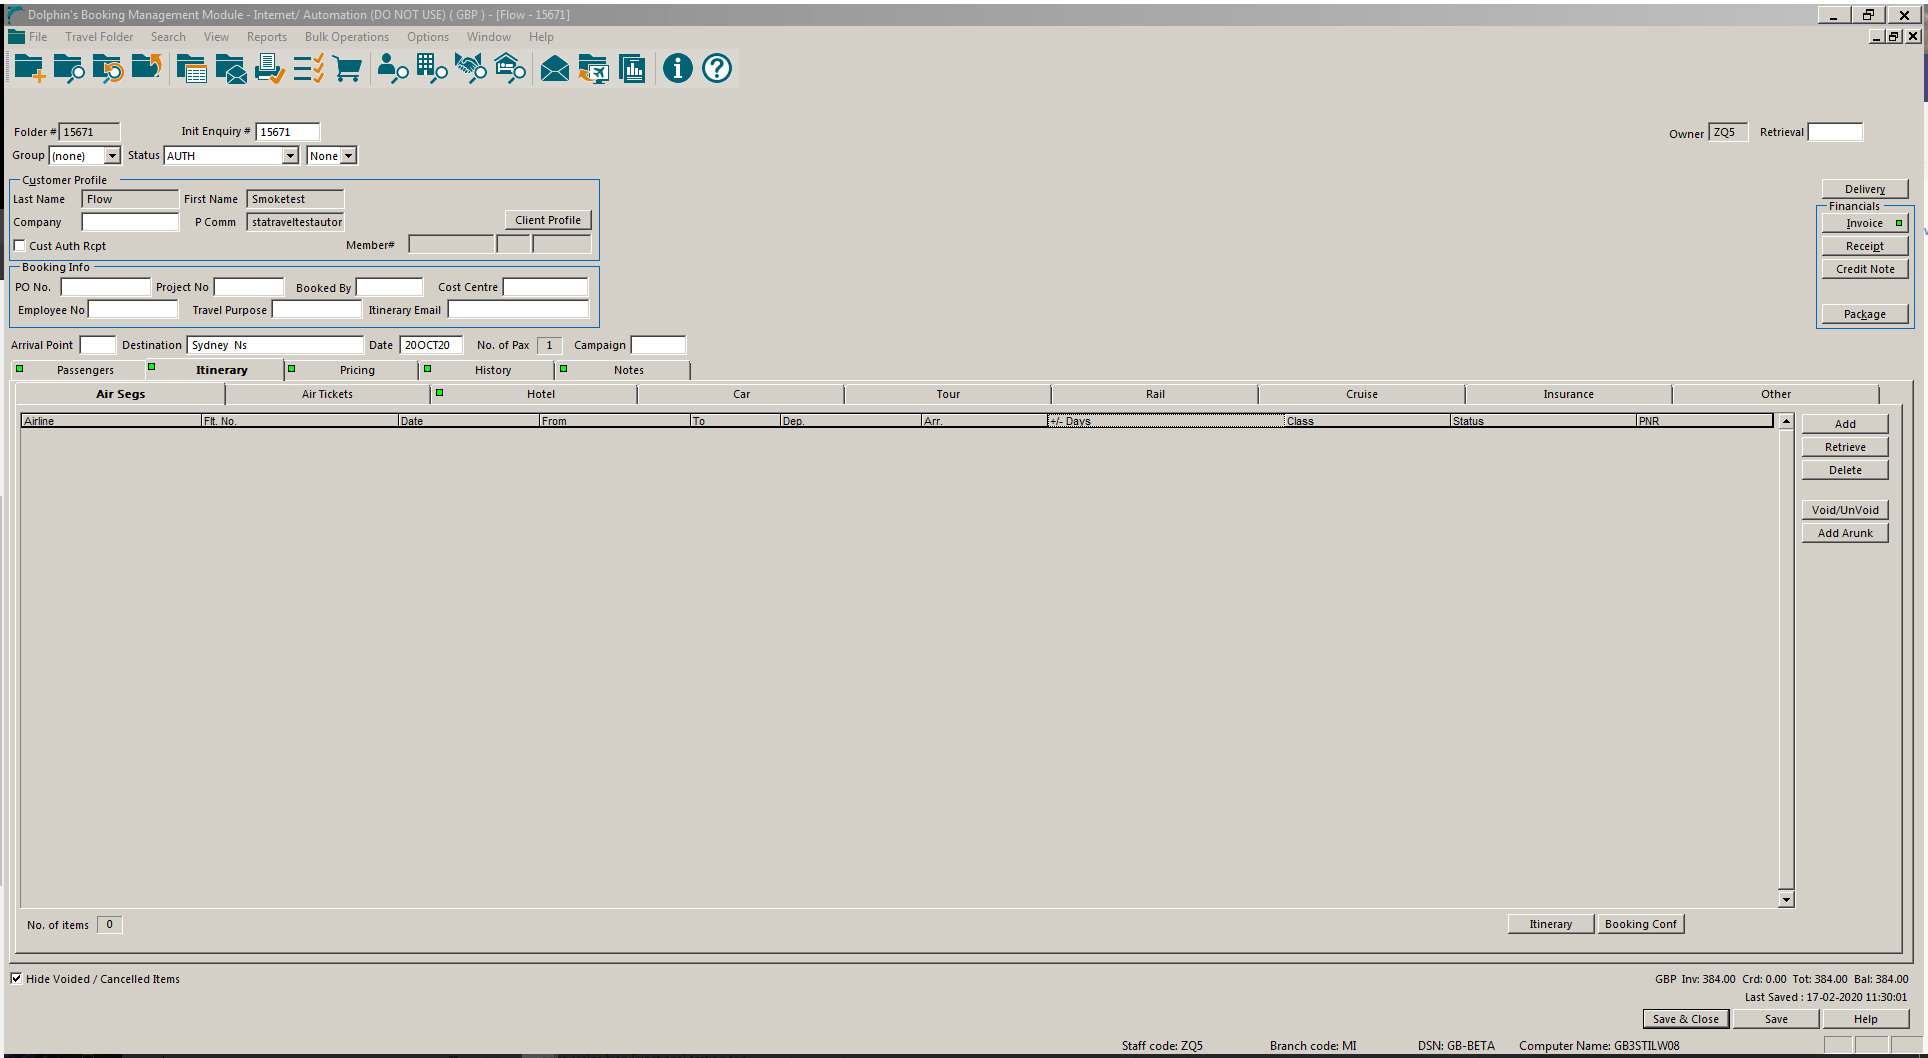 Dolphin's Booking Management Module - Internet/ Automation (DO NOT USE) ( GBP ) - [Flow - 15671]
File Travel Folder Search View Reports Bulk Operations Options Window Help
Folder # 15671 Init Enquiry # 15671 Owner ZQ5 Retrieval
Group (none) Status AUTH None
Customer Profile
Last Name Flow First Name Smoketest
Company P Comm statraveltestautor Client Profile
Cust Auth Rcpt Member#
Delivery
Financials
Invoice
Receipt
Credit Note
Package
Booking Info
PO No. Project No Booked By Cost Centre
Employee No Travel Purpose Itinerary Email
Arrival Point Destination Sydney Ns Date 20OCT20 No. of Pax 1 Campaign
Passengers Itinerary Pricing History Notes
Air Segs Air Tickets Hotel Car Tour Rail Cruise Insurance Other
Airline Flt. No. Date From To Dep. Arr. +/- Days Class Status PNR
Add
Retrieve
Delete
Void/UnVoid
Add Arunk
No. of items 0 Itinerary Booking Conf
Hide Voided / Cancelled Items GBP Inv: 384.00 Crd: 0.00 Tot: 384.00 Bal: 384.00
Last Saved : 17-02-2020 11:30:01
Save & Close Save Help
Staff code: ZQ5 Branch code: MI DSN: GB-BETA Computer Name: GB3STILW08